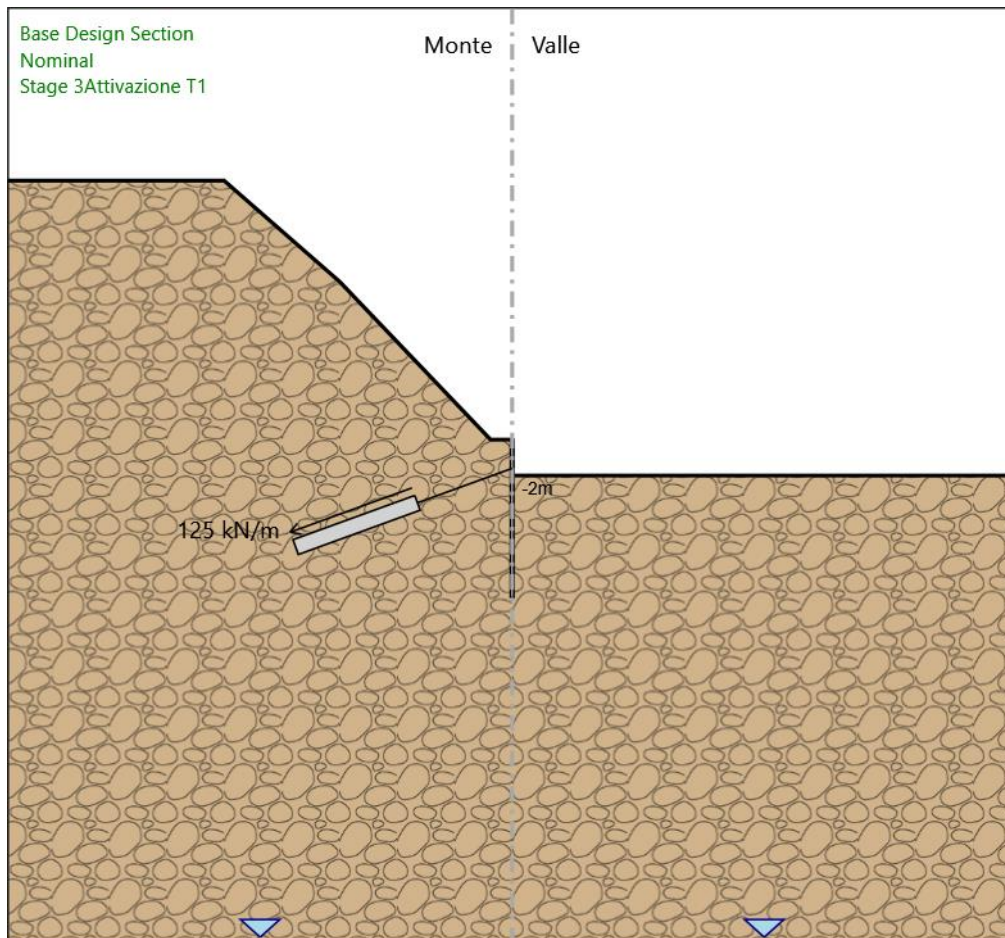 Base Design Section
Nominal
Stage 3Attivazione T1
Monte
Valle
-2m
125 kN/m